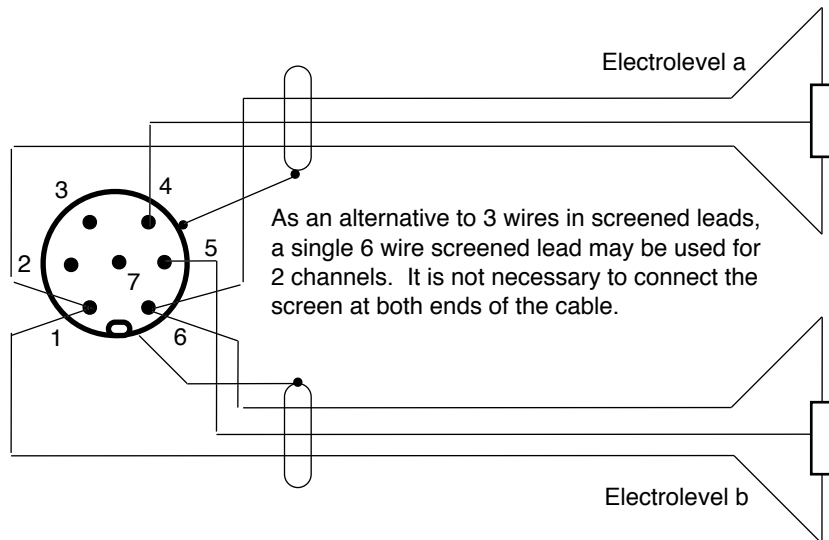 Electrolevel a
3
4
As an alternative to 3 wires in screened leads,
a single 6 wire screened lead may be used for
2 channels.  It is not necessary to connect the
screen at both ends of the cable.
2
5
7
1
6
Electrolevel b